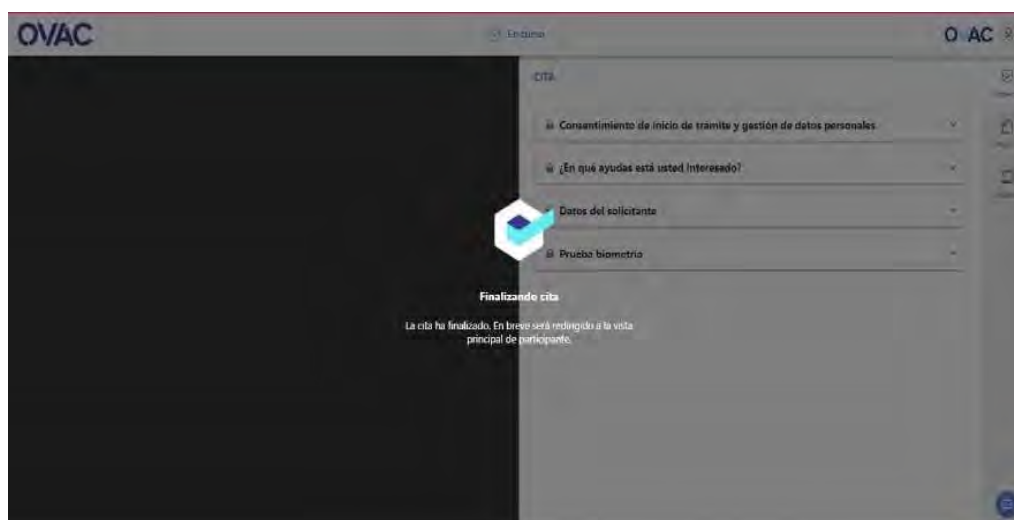 OVAC
En curso
O AC
CITA
Consentimiento de inicio de trámite y gestión de datos personales
¿En qué ayudas está usted interesado?
Datos del solicitante
Prueba biometría
Finalizando cita
La cita ha finalizado. En breve será redirigido a la vista
principal de participante.